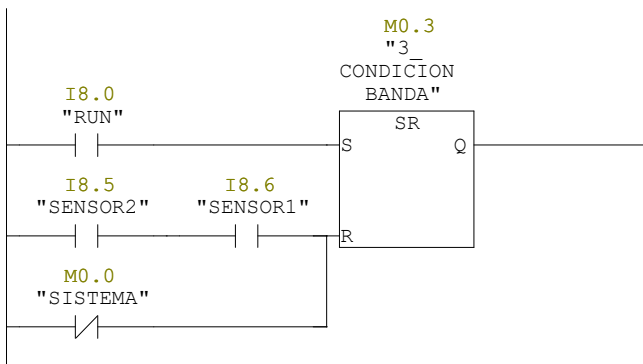 M0.3
"3_
CONDICION
BANDA"
I8.0
"RUN"
SR
S
Q
I8.5
"SENSOR2"
I8.6
"SENSOR1"
R
M0.0
"SISTEMA"